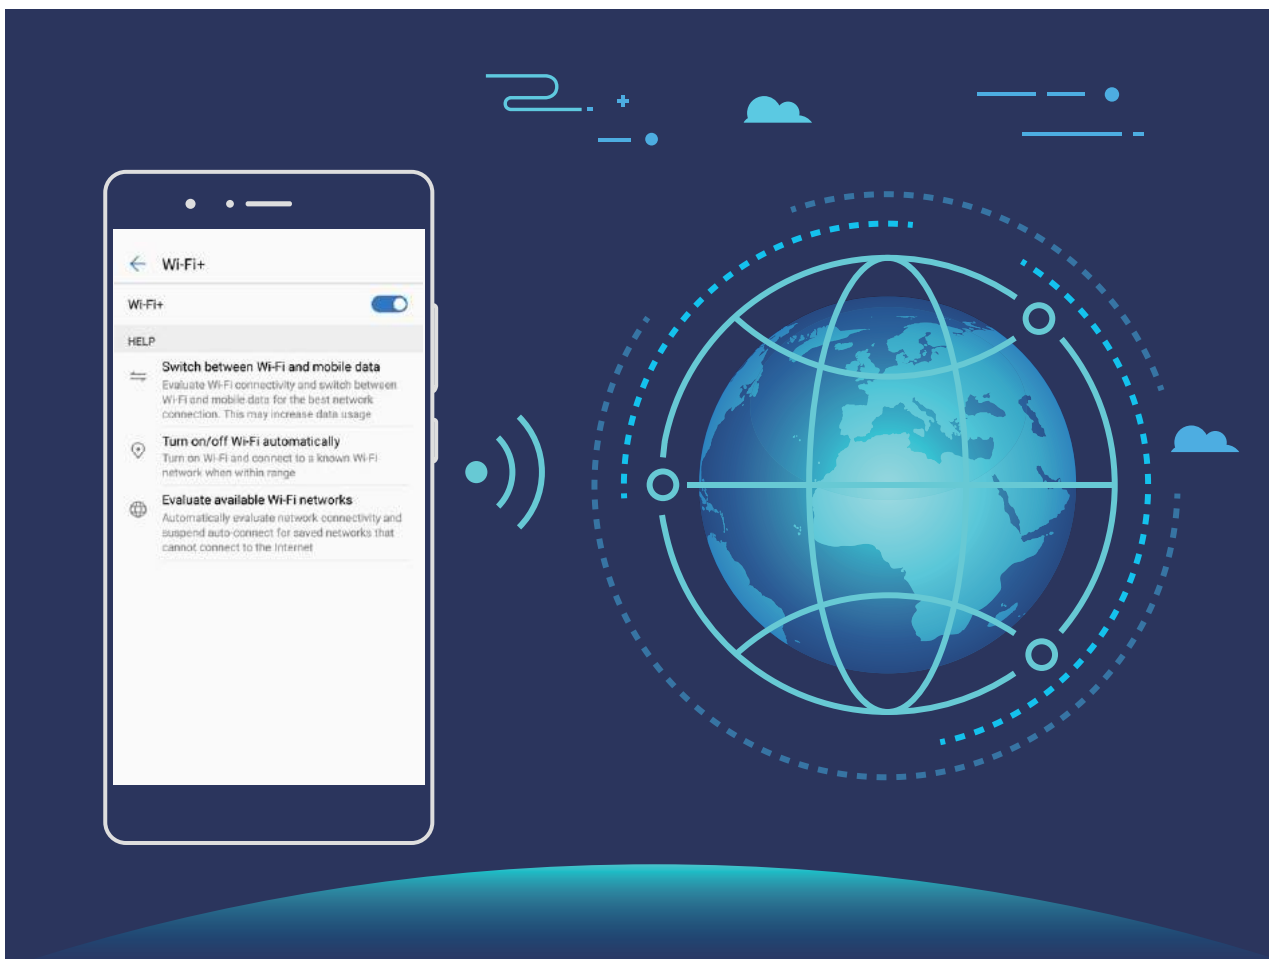 Wi-Fi+
Wi-Fi+
HELP
Switch between Wi-Fi and mobile data
Evaluate Wi-Fi connectivity and switch between
Wi-Fi and mobile data for the best network
connection. This may increase data usage
Turn on/off Wi-Fi automatically
Turn on Wi-Fi and connect to a known Wi-Fi
network when within range
Evaluate available Wi-Fi networks
Automatically evaluate network connectivity and
suspend auto-connect for saved networks that
cannot connect to the Internet